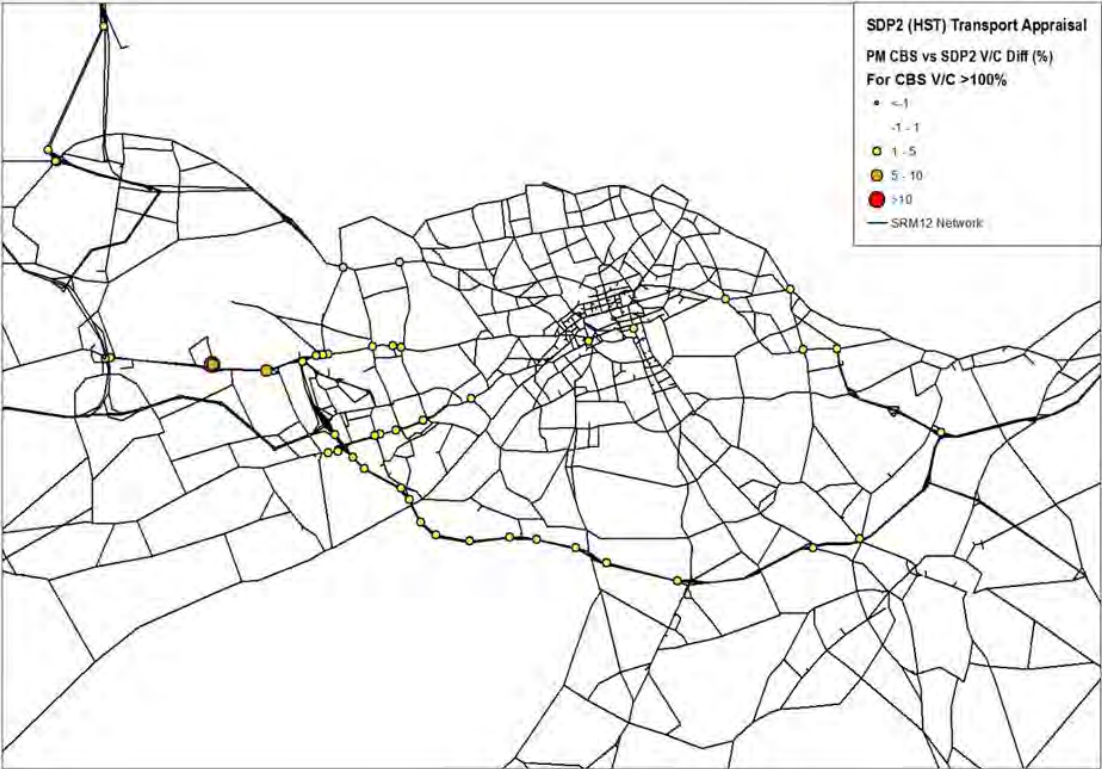 SDP2 (HST) Transport Appraisal
PM CBS vs SDP2 V/C Diff (%)
For CBS V/C >100%
<-1
-1 - 1
1 - 5
5 - 10
>10
SRM12 Network